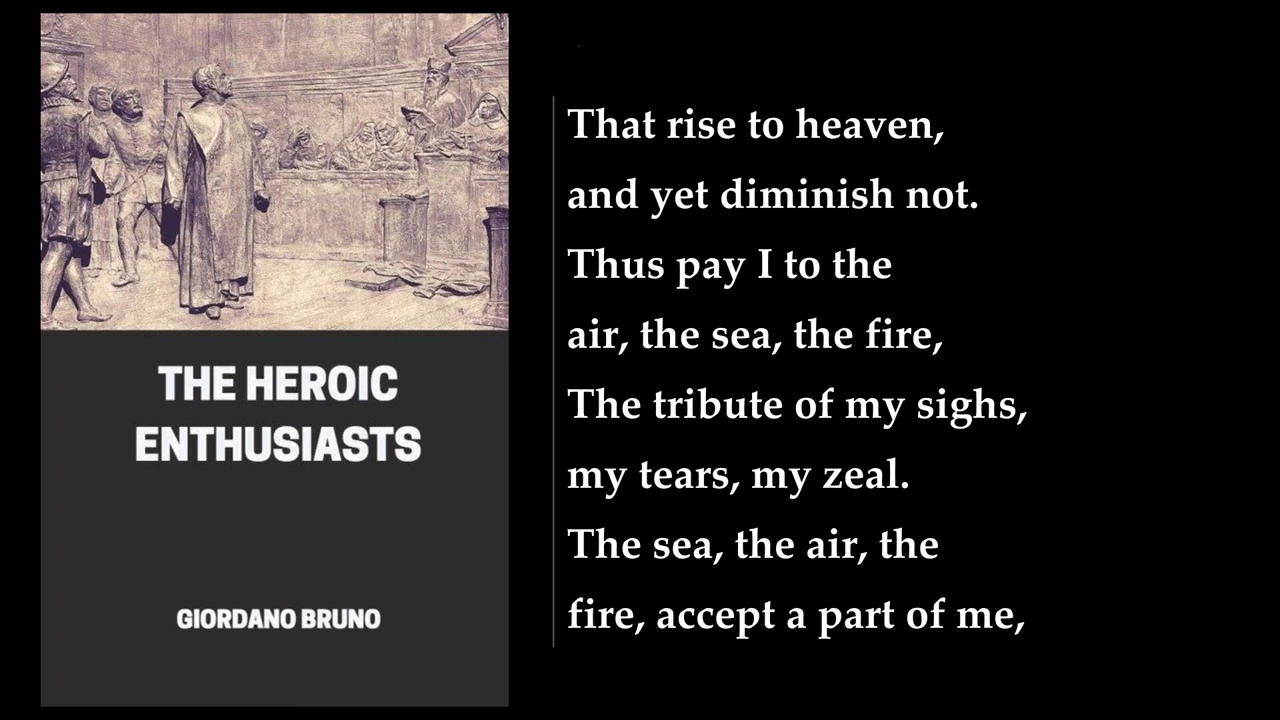 THE HEROIC
ENTHUSIASTS
GIORDANO BRUNO
That rise to heaven,
and yet diminish not.
Thus pay I to the
air, the sea, the fire,
The tribute of my sighs,
my tears, my zeal.
The sea, the air, the
fire, accept a part of me,